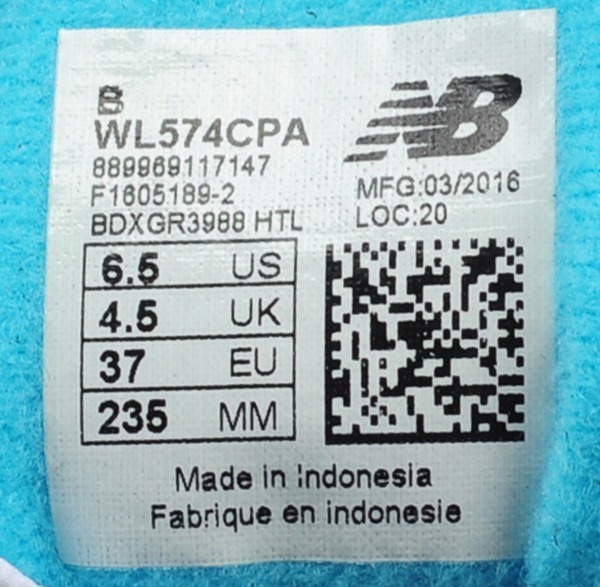 B
WL574CPA
889969117147
F1605189-2
BDXGR3988 HTL
NB
MFG:03/2016
LOC:20
6.5 US
4.5 UK
37 EU
235 MM
Made in Indonesia
Fabrique en indonesie